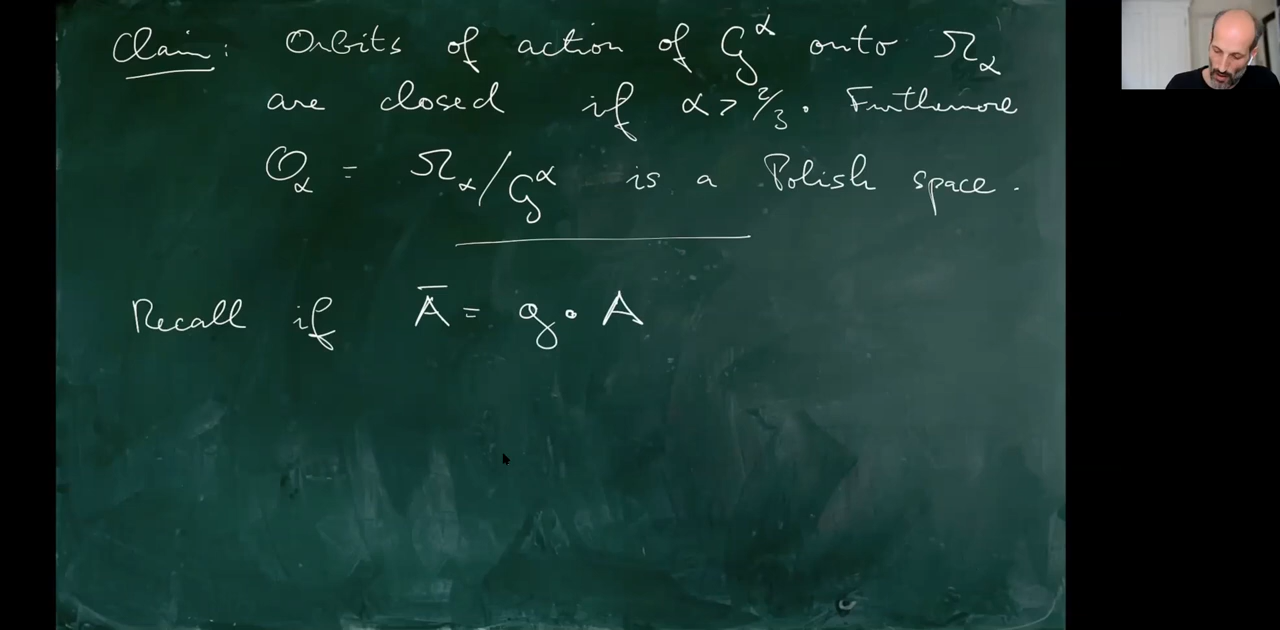 Claim: Orbits of action of G^α onto Ω_α
are closed if α > 2/3. Furthermore
O_α = Ω_α / G^α is a Polish space.
Recall if Ā = g • A